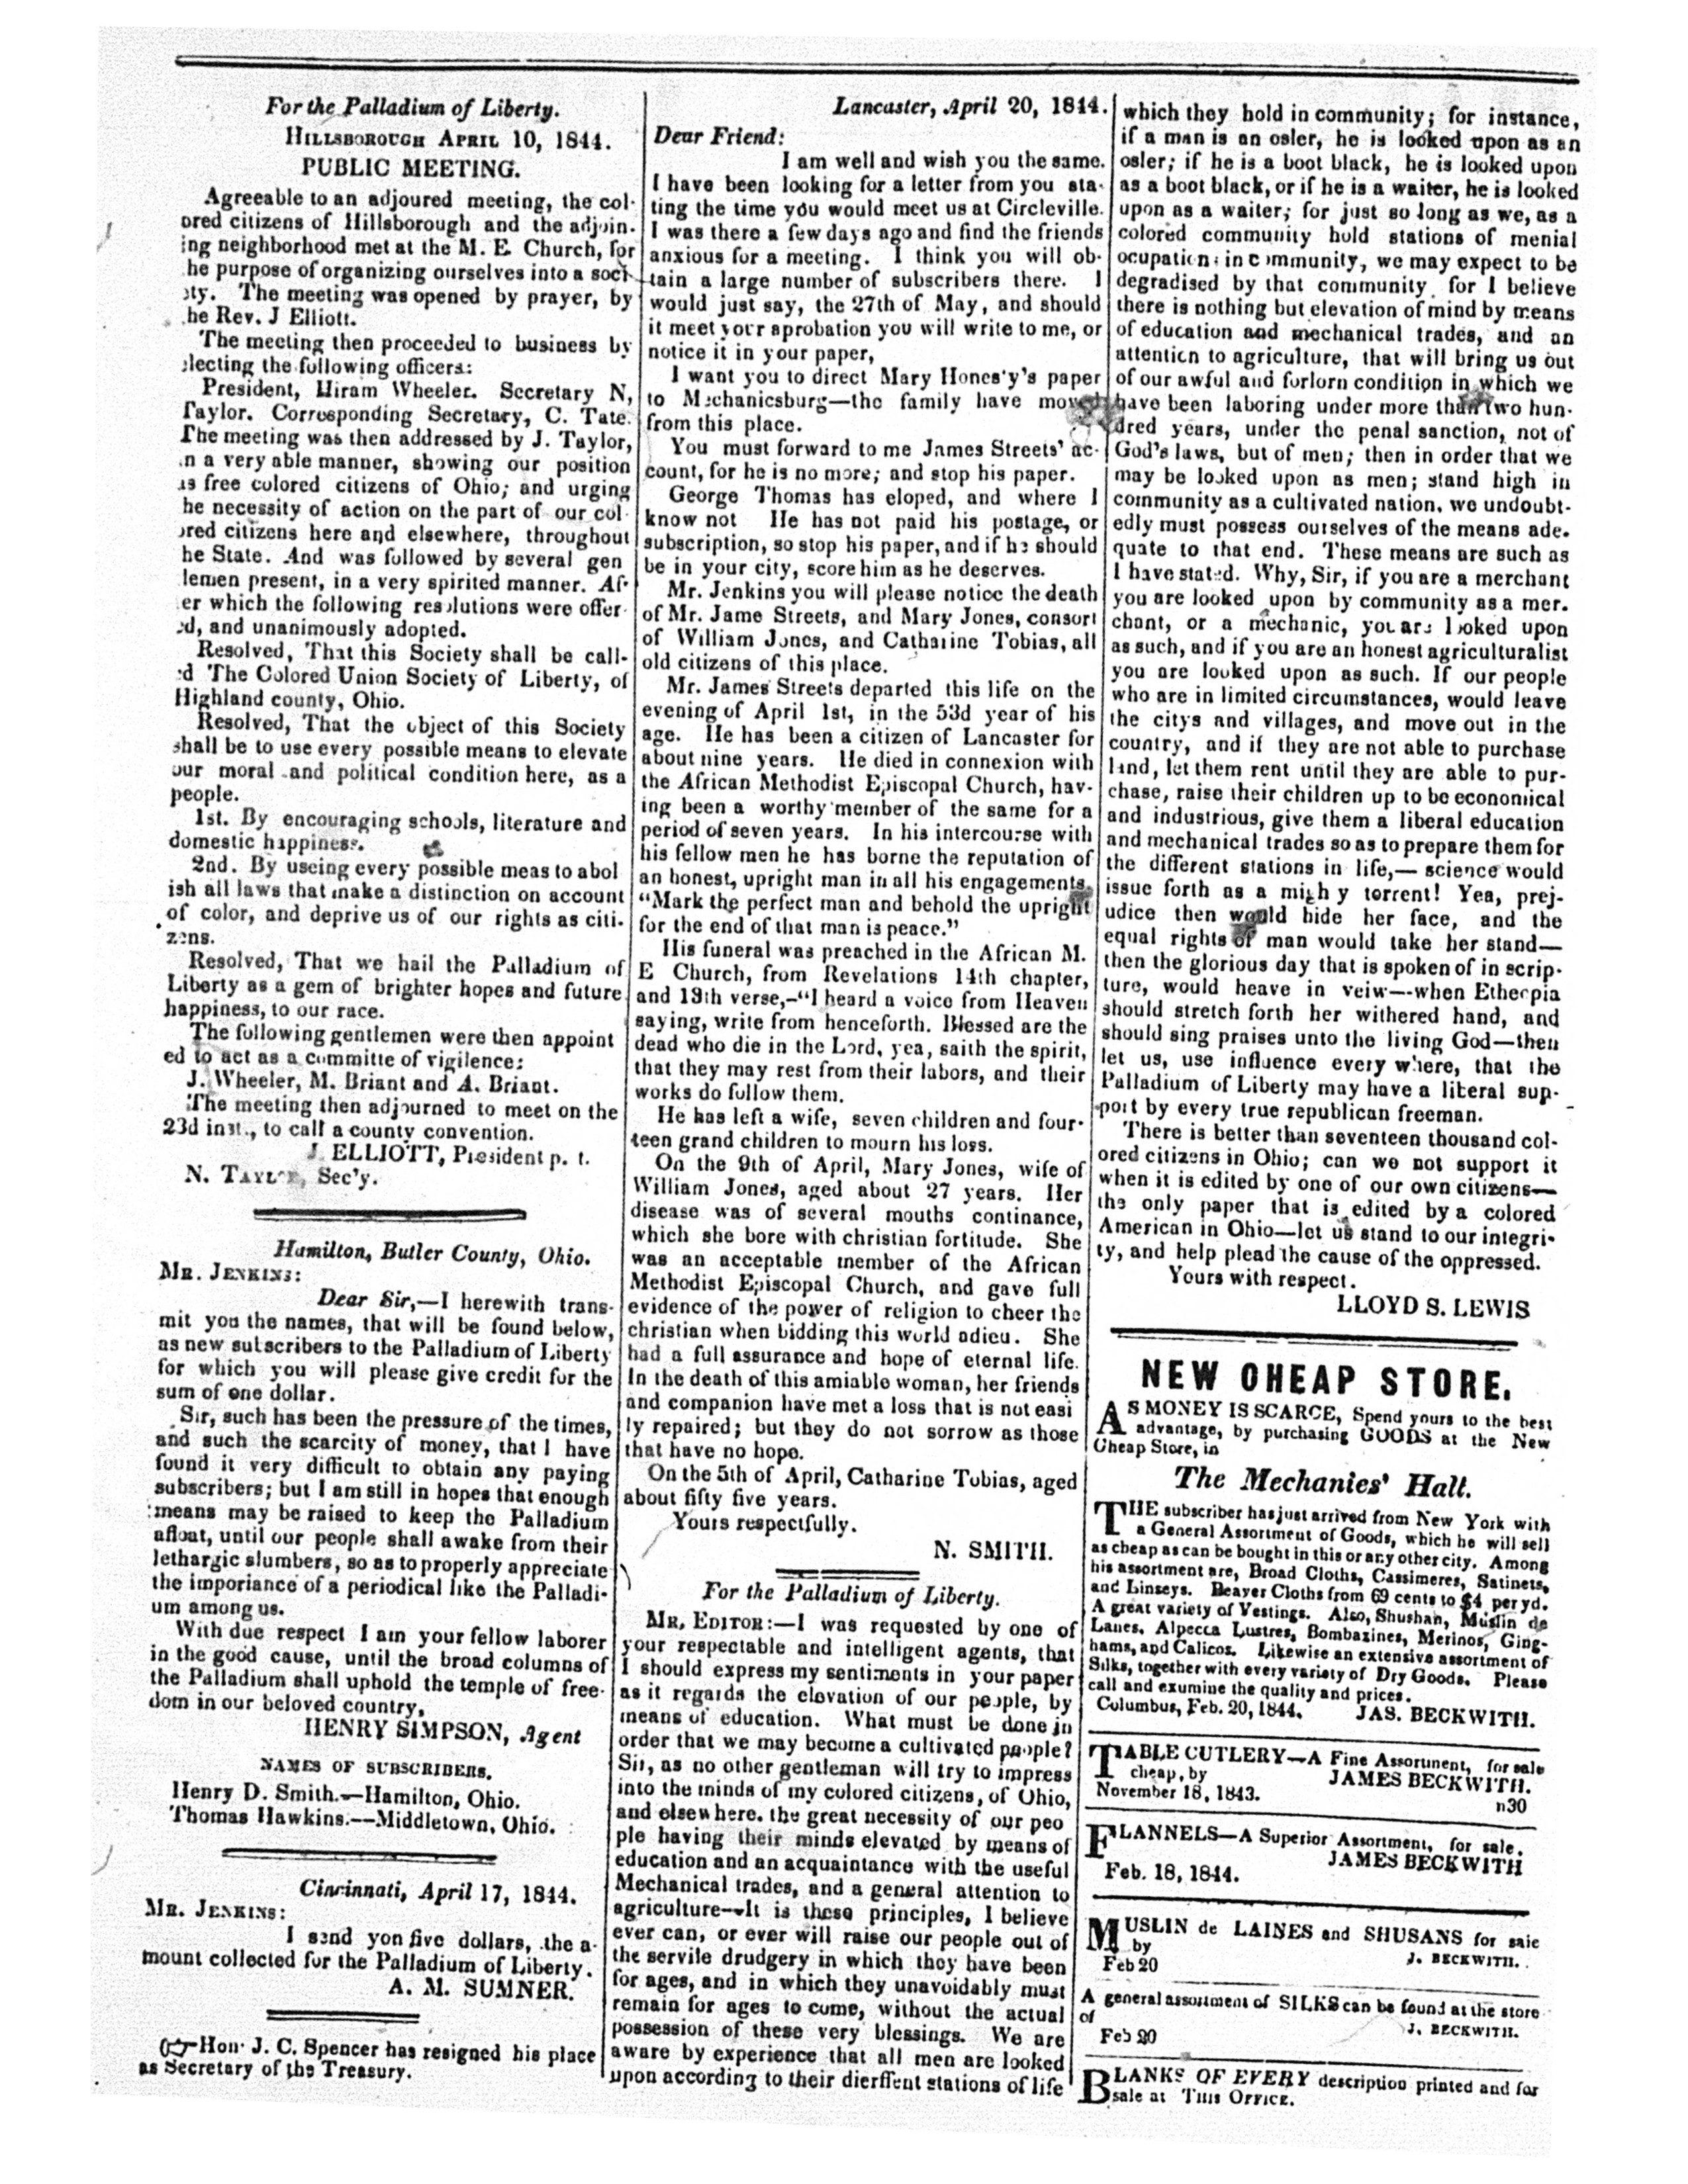 For the Palladium of Liberty.
HILLSBOROUGH APRIL 10, 1844.
PUBLIC MEETING.
Agreeable to an adjoured meeting, the col-
ored citizens of Hillsborough and the adjoin.
ing neighborhood met at the M. E. Church, for
he purpose of organizing ourselves into a soci-
ty. The meeting was opened by prayer, by
he Rev. J Elliott.
The meeting then proceeded to business by
lecting the following officers:
President, Hiram Wheeler. Secretary N,
Taylor. Corresponding Secretary, C. Tate.
The meeting was then addressed by J. Taylor,
n a very able manner, showing our position
as free colored citizens of Ohio; and urging
he necessity of action on the part of our col-
ored citizens here and elsewhere, throughout
he State. And was followed by several gen
lemen present, in a very spirited manner. Af-
er which the following resolutions were offer-
ed, and unanimously adopted.
Resolved, That this Society shall be call-
ed The Colored Union Society of Liberty, of
Highland county, Ohio.
Resolved, That the object of this Society
shall be to use every possible means to elevate
our moral and political condition here, as a
people.
1st. By encouraging schools, literature and
domestic happiness.
2nd. By useing every possible meas to abol
ish all laws that make a distinction on account
of color, and deprive us of our rights as citi-
zens.
Resolved, That we hail the Palladium of
Liberty as a gem of brighter hopes and future
happiness, to our race.
The following gentlemen were then appoint
ed to act as a committe of vigilence:
J. Wheeler, M. Briant and A. Briant.
The meeting then adjourned to meet on the
23d inst., to call a county convention.
J. ELLIOTT, President p. t.
N. TAYLOR, Sec'y.
Hamilton, Butler County, Ohio.
MR. JENKINS:
Dear Sir,—I herewith trans-
mit you the names, that will be found below,
as new subscribers to the Palladium of Liberty
for which you will please give credit for the
sum of one dollar.
Sir, such has been the pressure of the times,
and such the scarcity of money, that I have
found it very difficult to obtain any paying
subscribers; but I am still in hopes that enough
means may be raised to keep the Palladium
afloat, until our people shall awake from their
lethargic slumbers, so as to properly appreciate
the imporiance of a periodical like the Palladi-
um among us.
With due respect I am your fellow laborer
in the good cause, until the broad columns of
the Palladium shall uphold the temple of free-
dom in our beloved country,
HENRY SIMPSON, Agent
NAMES OF SUBSCRIBERS.
Henry D. Smith.—Hamilton, Ohio.
Thomas Hawkins.—Middletown, Ohio.
Cincinnati, April 17, 1844.
MR. JENKINS:
I send yon five dollars, the a-
mount collected for the Palladium of Liberty.
A. M. SUMNER.
☞Hon. J. C. Spencer has resigned his place
as Secretary of the Treasury.
Lancaster, April 20, 1844.
Dear Friend:
I am well and wish you the same.
I have been looking for a letter from you sta-
ting the time you would meet us at Circleville.
I was there a few days ago and find the friends
anxious for a meeting. I think you will ob-
tain a large number of subscribers there. I
would just say, the 27th of May, and should
it meet your aprobation you will write to me, or
notice it in your paper,
I want you to direct Mary Honesty's paper
to Mechanicsburg—the family have moved
from this place.
You must forward to me James Streets' ac-
count, for he is no more; and stop his paper.
George Thomas has eloped, and where I
know not He has not paid his postage, or
subscription, so stop his paper, and if he should
be in your city, score him as he deserves.
Mr. Jenkins you will please notice the death
of Mr. Jame Streets, and Mary Jones, consort
of William Jones, and Catharine Tobias, all
old citizens of this place.
Mr. James Streets departed this life on the
evening of April 1st, in the 53d year of his
age. He has been a citizen of Lancaster for
about nine years. He died in connexion with
the African Methodist Episcopal Church, hav-
ing been a worthy member of the same for a
period of seven years. In his intercourse with
his fellow men he has borne the reputation of
an honest, upright man in all his engagements,
"Mark the perfect man and behold the upright
for the end of that man is peace."
His funeral was preached in the African M.
E Church, from Revelations 14th chapter,
and 13th verse,—"I heard a voice from Heaven
saying, write from henceforth. Blessed are the
dead who die in the Lord, yea, saith the spirit,
that they may rest from their labors, and their
works do follow them.
He has left a wife, seven children and four-
teen grand children to mourn his loss.
On the 9th of April, Mary Jones, wife of
William Jones, aged about 27 years. Her
disease was of several mouths continance,
which she bore with christian fortitude. She
was an acceptable member of the African
Methodist Episcopal Church, and gave full
evidence of the power of religion to cheer the
christian when bidding this world adieu. She
had a full assurance and hope of eternal life.
In the death of this amiable woman, her friends
and companion have met a loss that is not easi
ly repaired; but they do not sorrow as those
that have no hope.
On the 5th of April, Catharine Tobias, aged
about fifty five years.
Yours respectfully.
N. SMITH.
For the Palladium of Liberty.
MR, EDITOR:—I was requested by one of
your respectable and intelligent agents, that
I should express my sentiments in your paper
as it regards the elevation of our people, by
means of education. What must be done in
order that we may become a cultivated people?
Sir, as no other gentleman will try to impress
into the minds of my colored citizens, of Ohio,
and elsewhere. the great necessity of our peo
ple having their minds elevated by means of
education and an acquaintance with the useful
Mechanical trades, and a general attention to
agriculture—It is these principles, I believe
ever can, or ever will raise our people out of
the servile drudgery in which they have been
for ages, and in which they unavoidably must
remain for ages to come, without the actual
possession of these very blessings. We are
aware by experience that all men are looked
upon according to their dierffent stations of life
which they hold in community; for instance,
if a man is an osler, he is looked upon as an
osler; if he is a boot black, he is looked upon
as a boot black, or if he is a waiter, he is looked
upon as a waiter; for just so long as we, as a
colored community hold stations of menial
ocupation in community, we may expect to be
degradised by that community. for I believe
there is nothing but elevation of mind by means
of education and mechanical trades, and an
attention to agriculture, that will bring us out
of our awful and forlorn condition in which we
have been laboring under more than two hun-
dred years, under the penal sanction, not of
God's laws, but of men; then in order that we
may be looked upon as men; stand high in
community as a cultivated nation, we undoubt-
edly must possess ourselves of the means ade-
quate to that end. These means are such as
I have stated. Why, Sir, if you are a merchant
you are looked upon by community as a mer.
chant, or a mechanic, you are looked upon
as such, and if you are an honest agriculturalist
you are looked upon as such. If our people
who are in limited circumstances, would leave
the citys and villages, and move out in the
country, and if they are not able to purchase
land, let them rent until they are able to pur-
chase, raise their children up to be economical
and industrious, give them a liberal education
and mechanical trades so as to prepare them for
the different stations in life,— science would
issue forth as a migh y torrent! Yea, prej-
udice then would hide her face, and the
equal rights of man would take her stand—
then the glorious day that is spoken of in scrip-
ture, would heave in veiw—when Etheopia
should stretch forth her withered hand, and
should sing praises unto the living God—then
let us, use influence every where, that the
Palladium of Liberty may have a literal sup-
port by every true republican freeman.
There is better than seventeen thousand col-
ored citizens in Ohio; can we not support it
when it is edited by one of our own citizens—
the only paper that is edited by a colored
American in Ohio—let us stand to our integri-
ty, and help plead the cause of the oppressed.
Yours with respect.
LLOYD S. LEWIS
NEW CHEAP STORE.
AS MONEY IS SCARCE, Spend yours to the best
advantage, by purchasing GOODS at the New
Cheap Store, in
The Mechanics' Hall.
THE subscriber has just arrived from New York with
a General Assortment of Goods, which he will sell
as cheap as can be bought in this or any other city. Among
his assortment are, Broad Cloths, Cassimeres, Satinets,
and Linseys. Beaver Cloths from 69 cents to $4 per yd.
A great variety of Vestings. Also, Shushan, Muslin de
Lanes, Alpecca Lustres, Bombazines, Merinos, Ging-
hams, and Calicos. Likewise an extensive assortment of
Silks, together with every variety of Dry Goods. Please
call and exumine the quality and prices.
Columbus, Feb. 20, 1844. JAS. BECKWITH.
TABLE CUTLERY—A Fine Assortment, for sale
cheap, by JAMES BECKWITH.
November 18, 1843. n30
FLANNELS—A Superior Assortment, for sale.
JAMES BECKWITH
Feb. 18, 1844.
MUSLIN de LAINES and SHUSANS for sale
by J. BECKWITH.
Feb 20
A general assortment of SILKS can be found at the store
of J. BECKWITH.
Feb 20
BLANKS OF EVERY description printed and for
sale at THIS OFFICE.